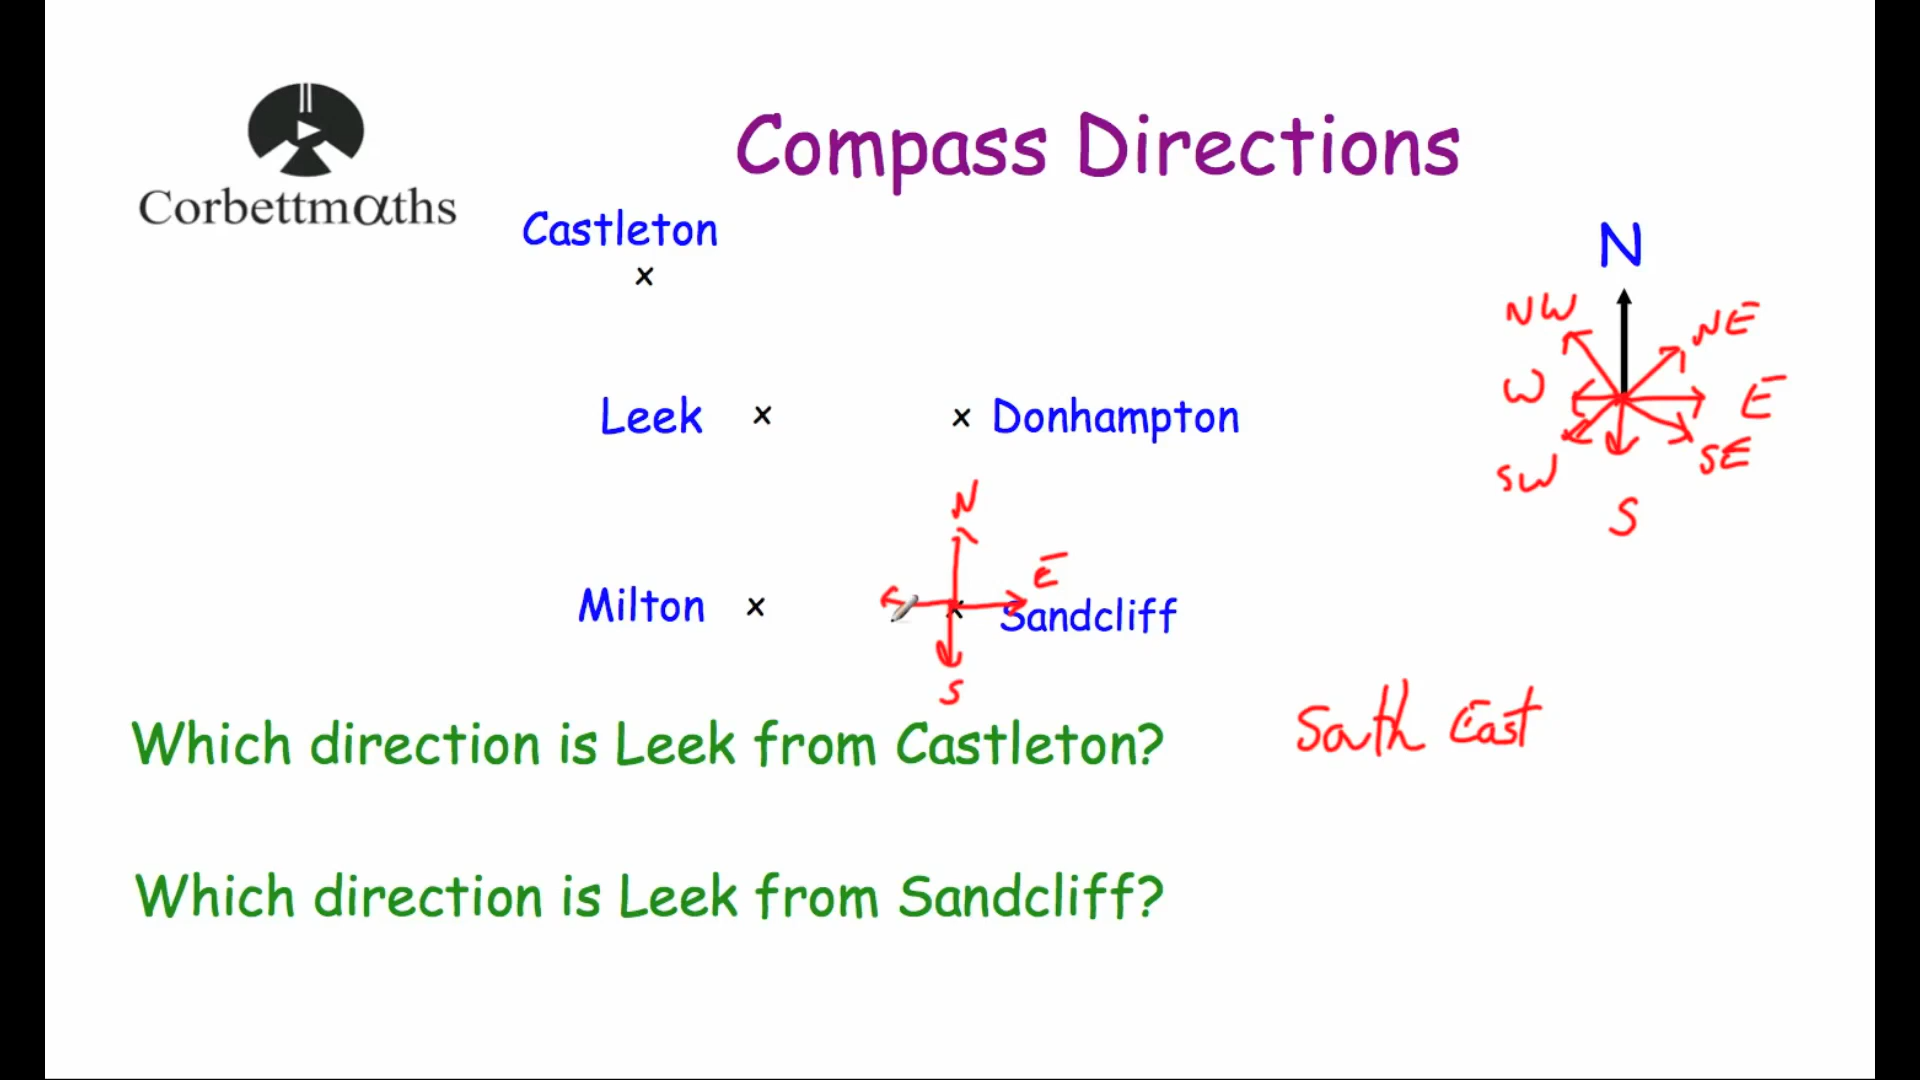 Corbettmαths
Compass Directions
Castleton
x
Leek x
x Donhampton
Milton x
x Sandcliff
N
NW
NE
W
E
SW
SE
S
N
E
S
Which direction is Leek from Castleton?
South East
Which direction is Leek from Sandcliff?